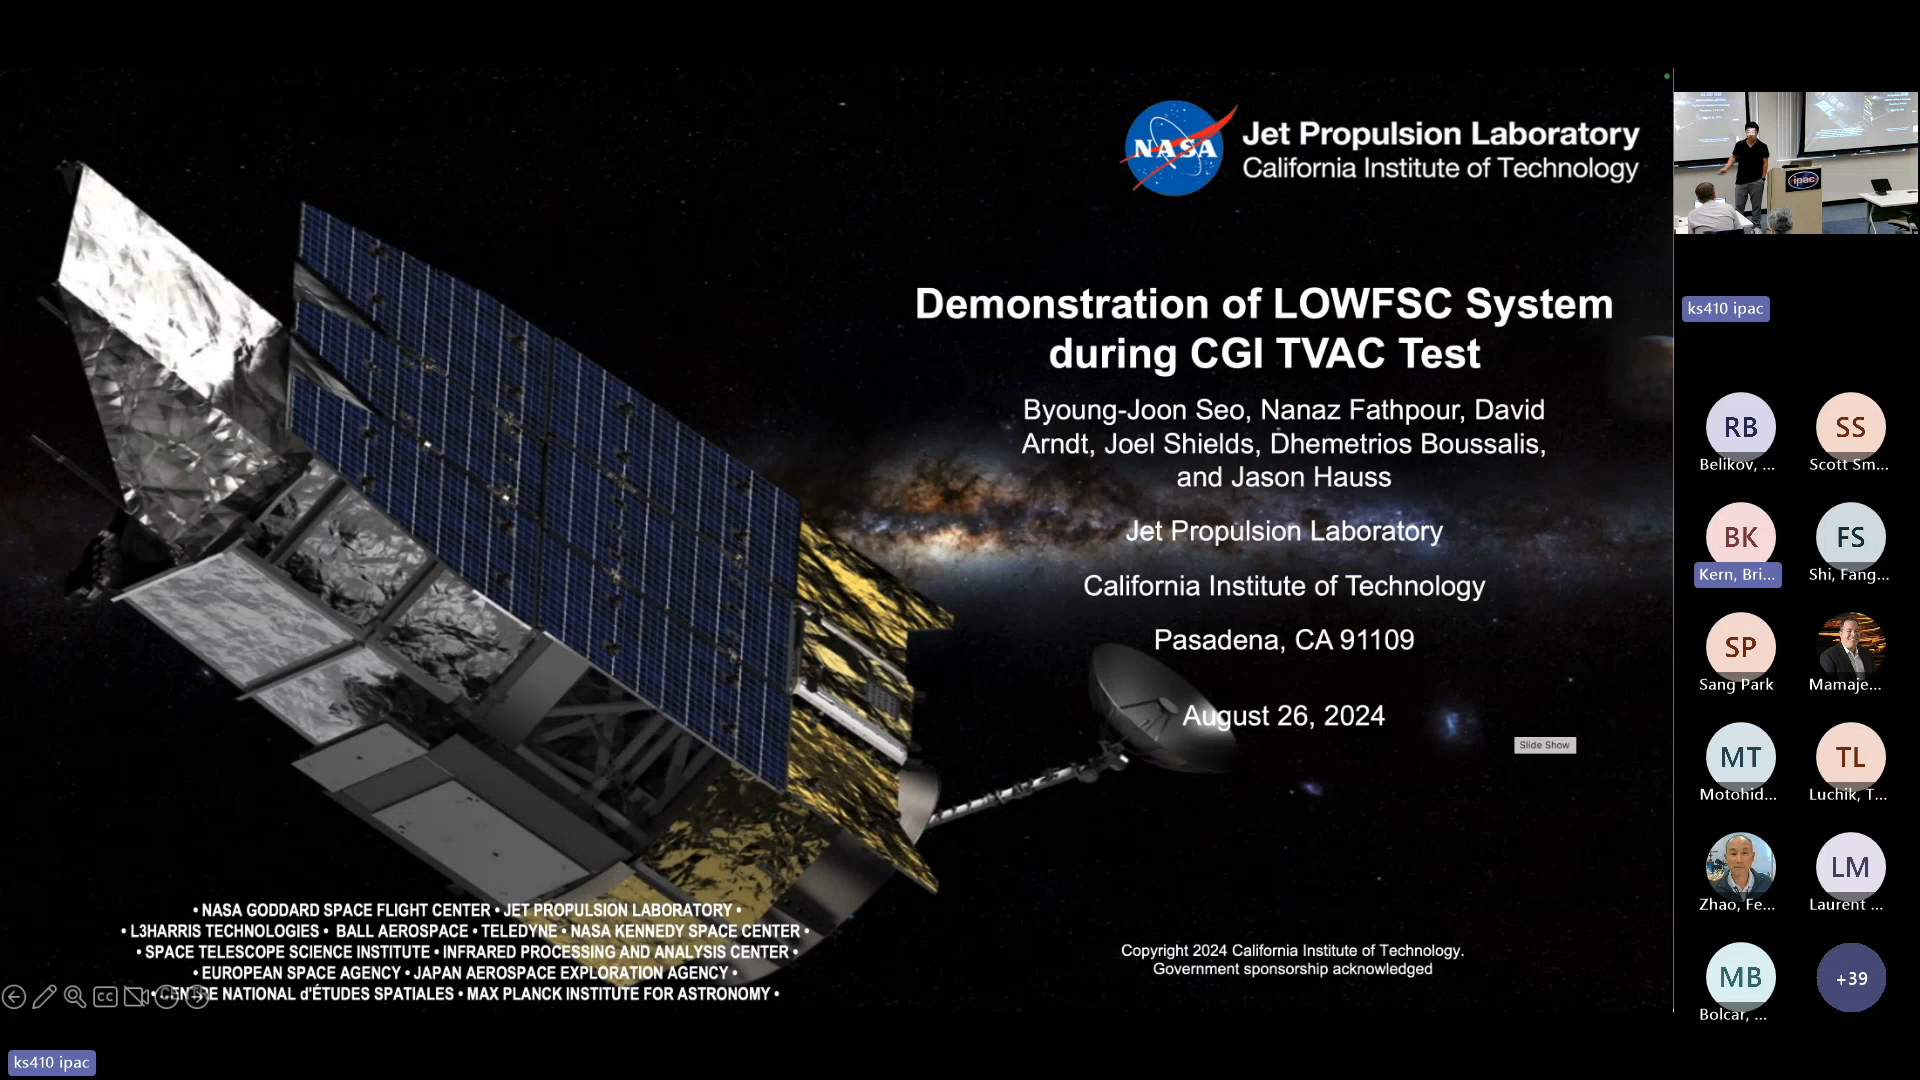 NASA
Jet Propulsion Laboratory
California Institute of Technology
ipac
Demonstration of LOWFSC System
during CGI TVAC Test
Byoung-Joon Seo, Nanaz Fathpour, David
Arndt, Joel Shields, Dhemetrios Boussalis,
and Jason Hauss
Jet Propulsion Laboratory
California Institute of Technology
Pasadena, CA 91109
August 26, 2024
Slide Show
• NASA GODDARD SPACE FLIGHT CENTER • JET PROPULSION LABORATORY •
• L3HARRIS TECHNOLOGIES • BALL AEROSPACE • TELEDYNE • NASA KENNEDY SPACE CENTER •
• SPACE TELESCOPE SCIENCE INSTITUTE • INFRARED PROCESSING AND ANALYSIS CENTER •
• EUROPEAN SPACE AGENCY • JAPAN AEROSPACE EXPLORATION AGENCY •
• CENTRE NATIONAL d'ÉTUDES SPATIALES • MAX PLANCK INSTITUTE FOR ASTRONOMY •
CC
Copyright 2024 California Institute of Technology.
Government sponsorship acknowledged
ks410 ipac
ks410 ipac
RB
Belikov, ...
SS
Scott Sm...
BK
Kern, Bri...
FS
Shi, Fang...
SP
Sang Park
Mamaje...
MT
Motohid...
TL
Luchik, T...
Zhao, Fe...
LM
Laurent ...
MB
Bolcar, ...
+39